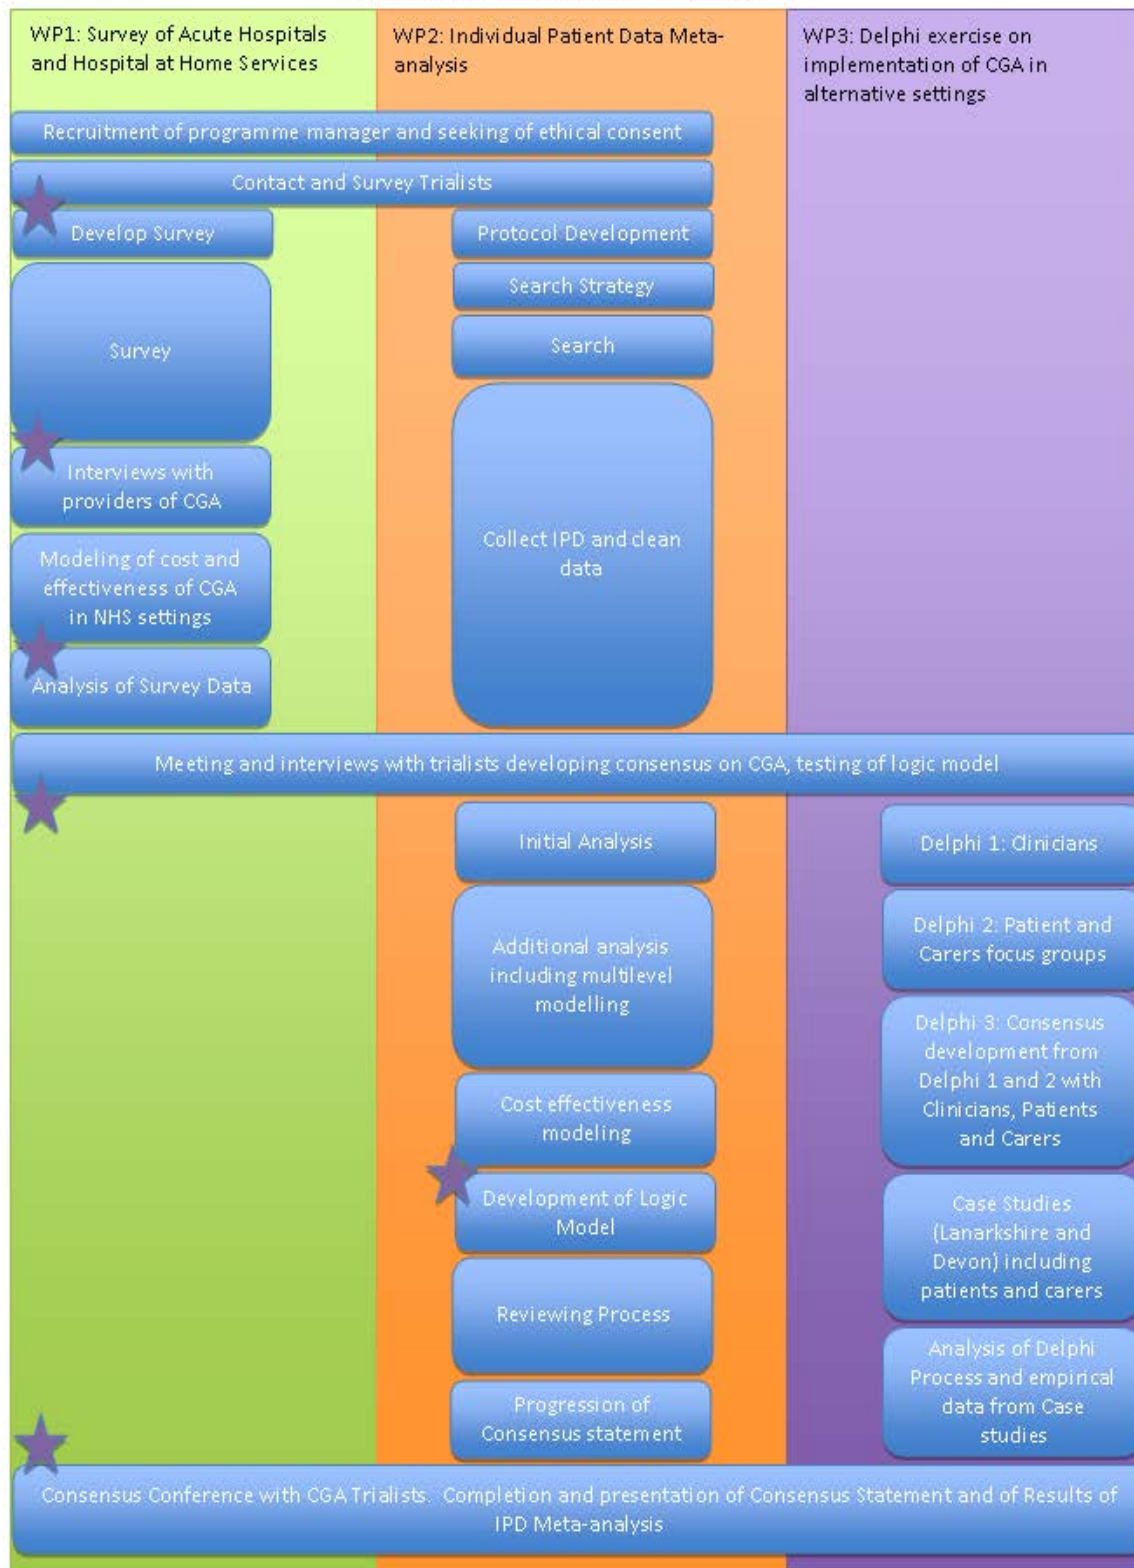 WP1: Survey of Acute Hospitals
and Hospital at Home Services
WP2: Individual Patient Data Meta-
analysis
WP3: Delphi exercise on
implementation of CGA in
alternative settings
Recruitment of programme manager and seeking of ethical consent
Contact and Survey Trialists
Develop Survey
Survey
Interviews with
providers of CGA
Modeling of cost and
effectiveness of CGA
in NHS settings
Analysis of Survey Data
Protocol Development
Search Strategy
Search
Collect IPD and clean
data
Meeting and interviews with trialists developing consensus on CGA, testing of logic model
Initial Analysis
Additional analysis
including multilevel
modelling
Cost effectiveness
modeling
Development of Logic
Model
Reviewing Process
Progression of
Consensus statement
Delphi 1: Clinicians
Delphi 2: Patient and
Carers focus groups
Delphi 3: Consensus
development from
Delphi 1 and 2 with
Clinicians, Patients
and Carers
Case Studies
(Lanarkshire and
Devon) including
patients and carers
Analysis of Delphi
Process and empirical
data from Case
studies
Consensus Conference with CGA Trialists. Completion and presentation of Consensus Statement and of Results of
IPD Meta-analysis